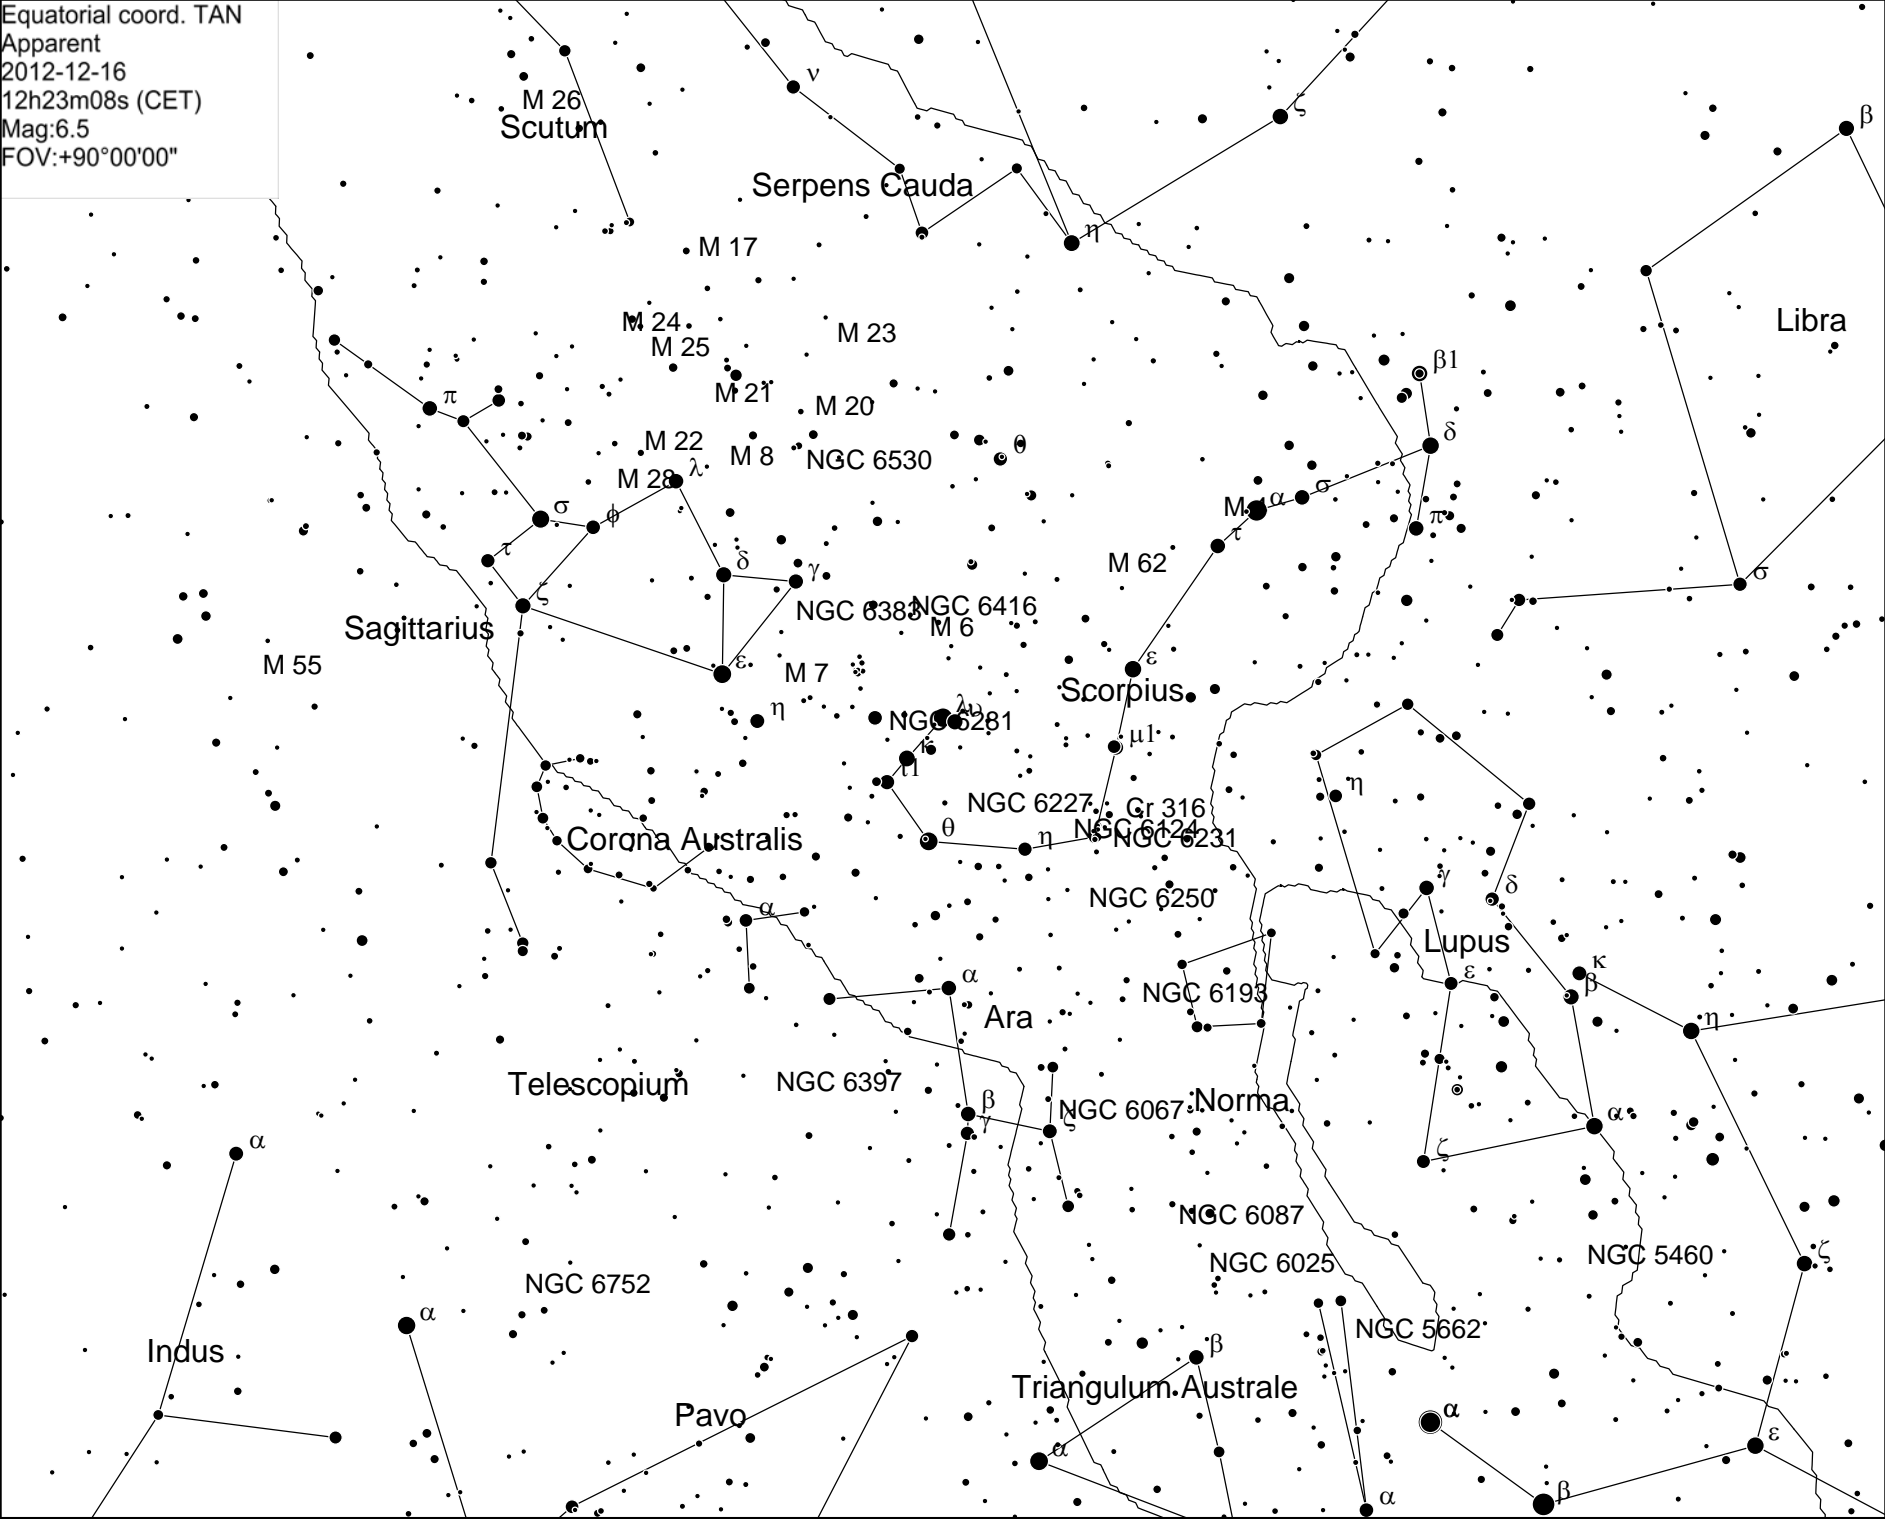 Equatorial coord. TAN
Apparent
2012-12-16
12h23m08s (CET)
Mag:6.5
FOV:+90°00'00"
ν
M 26
ζ
β
Scutum
Serpens Cauda
η
M 17
M 24
M 23
Libra
M 25
β1
M 21
π
M 20
M 22
θ
δ
M 8
NGC 6530
λ
M 28
σ
α
σ
M 4
φ
π
τ
τ
δ
M 62
γ
σ
ζ
NGC 6383
NGC 6416
M 6
Sagittarius
ε
ε
M 55
M 7
Scorpius
η
λ
υ
NGC 6281
μ1
κ
ι1
η
NGC 6227
Cr 316
θ
NGC 6124
η
NGC 6231
Corona Australis
γ
δ
NGC 6250
α
Lupus
κ
α
ε
β
NGC 6193
Ara
η
Telescopium
NGC 6397
β
NGC 6067
Norma
γ
ζ
α
α
ζ
NGC 6087
NGC 5460
ζ
NGC 6025
NGC 6752
α
NGC 5662
β
Indus
Triangulum Australe
Pavo
α
α
ε
β
α